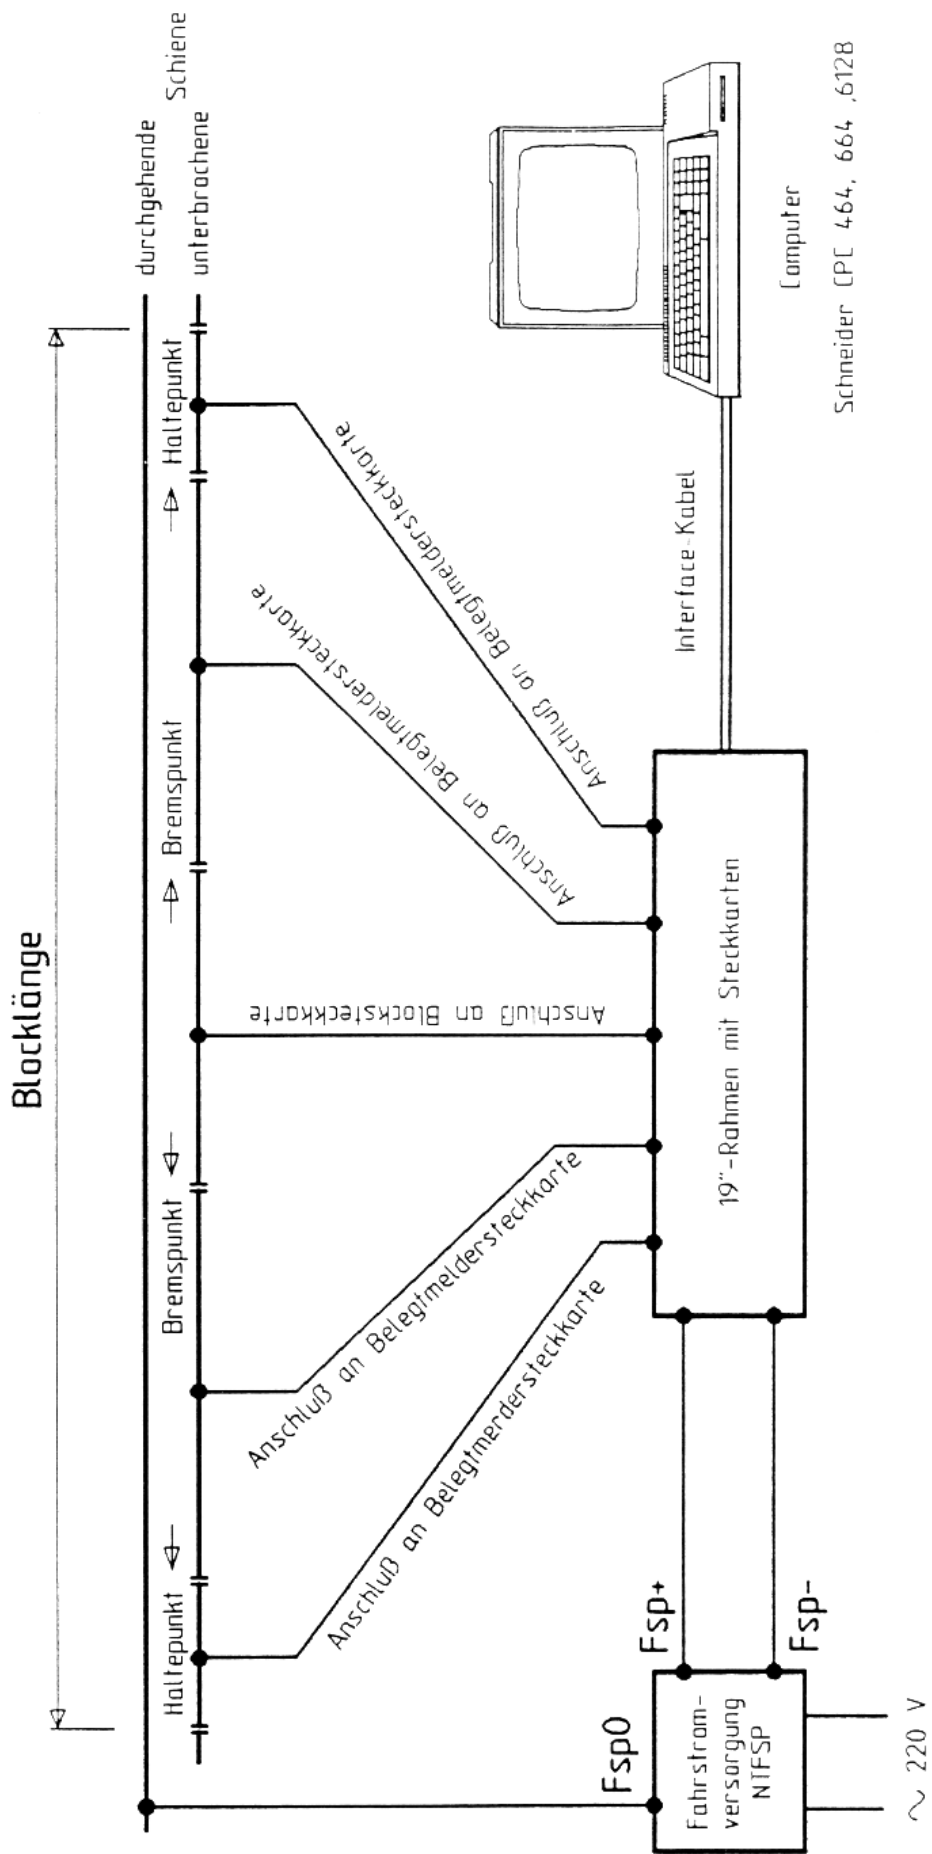 Blocklänge
durchgehende
Schiene
unterbrochene
Haltepunkt
Bremspunkt
Bremspunkt
Haltepunkt
Anschluß an Belegtmerdersteckkarte
Anschluß an Belegtmeldersteckkarte
Anschluß an Blocksteckkarte
Anschluß an Belegtmeldersteckkarte
Anschluß an Belegtmeldersteckkarte
Fsp0
Fsp+
Fsp-
Fahrstrom-
versorgung
NTFSP
~ 220 V
19"-Rahmen mit Steckkarten
Interface-Kabel
Computer
Schneider CPC 464, 664 ,6128